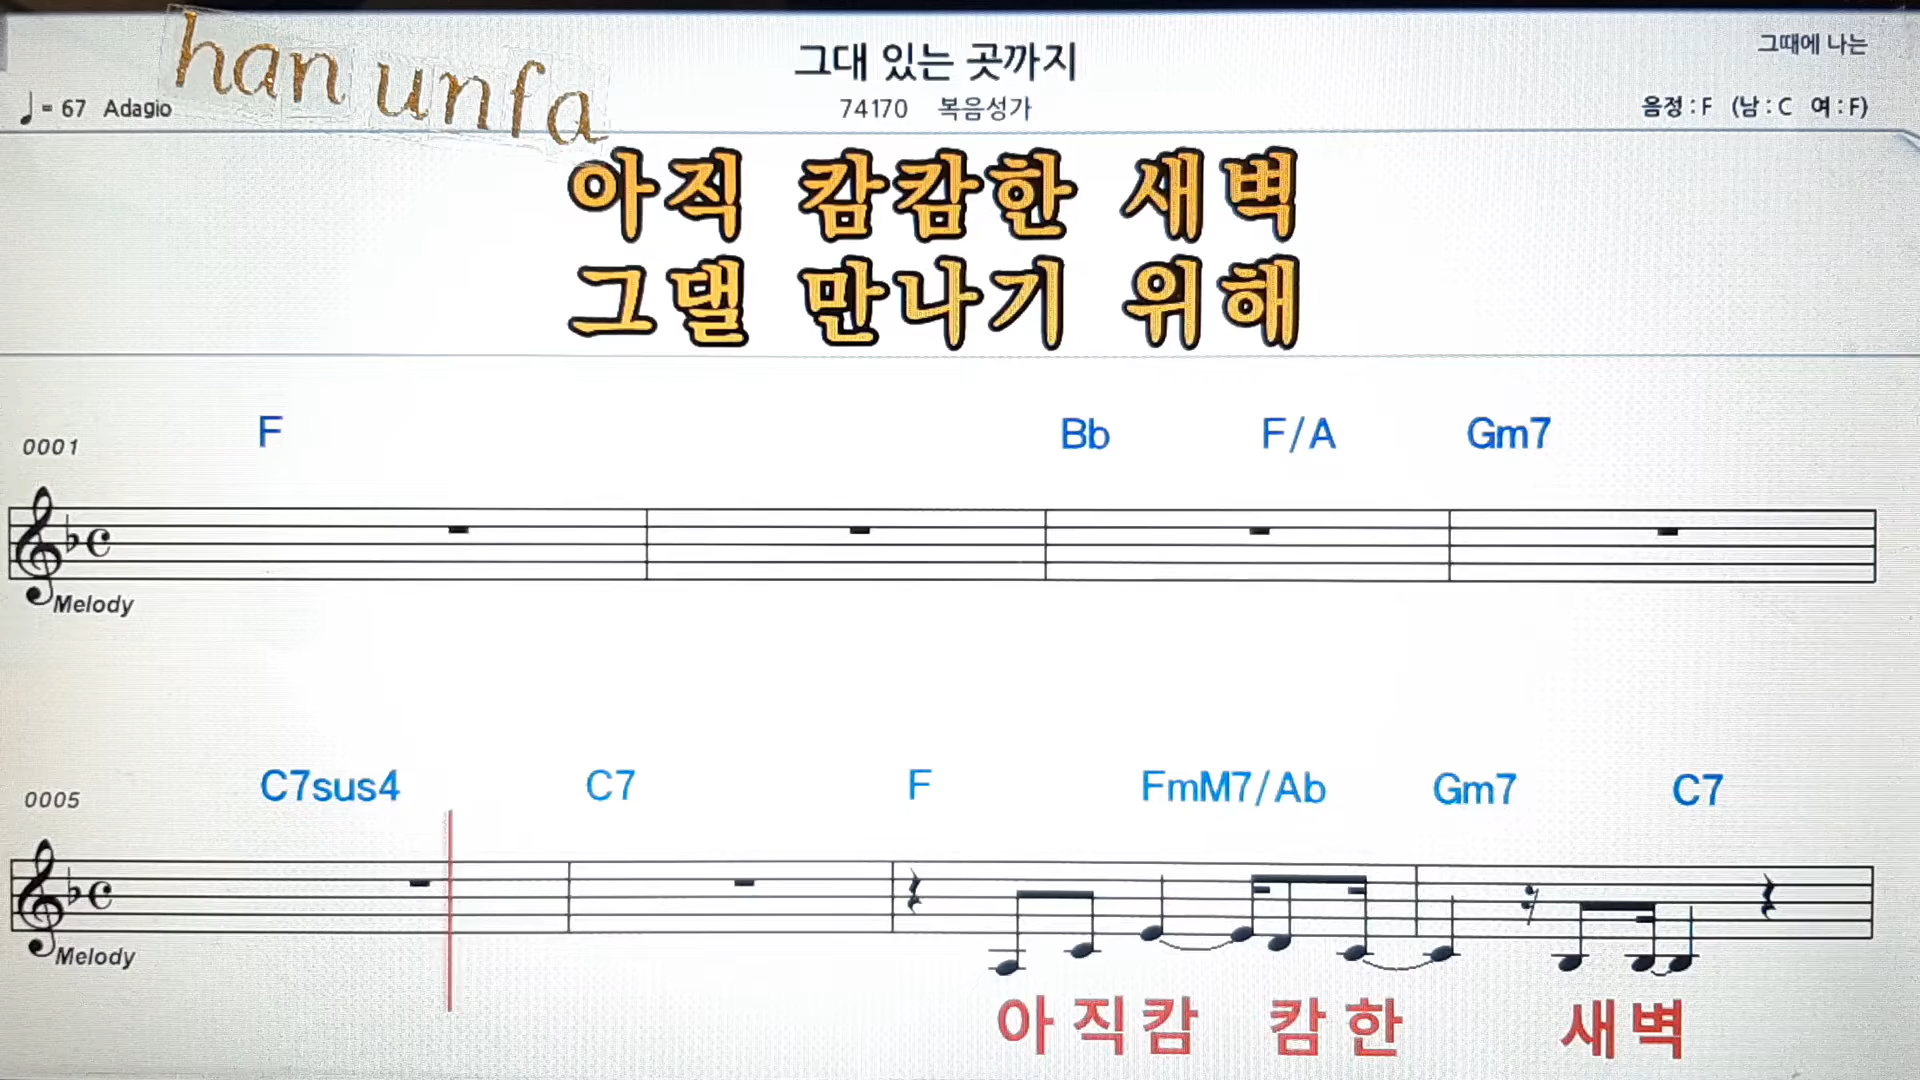 han unfa
그대 있는 곳까지
그때에 나는
♩= 67 Adagio
74170 복음성가
음정 : F (남 : C 여 : F)
아직 캄캄한 새벽
그댈 만나기 위해
0001 F Bb F/A Gm7
Melody
0005 C7sus4 C7 F FmM7/Ab Gm7 C7
Melody
아 직 캄 캄 한 새 벽